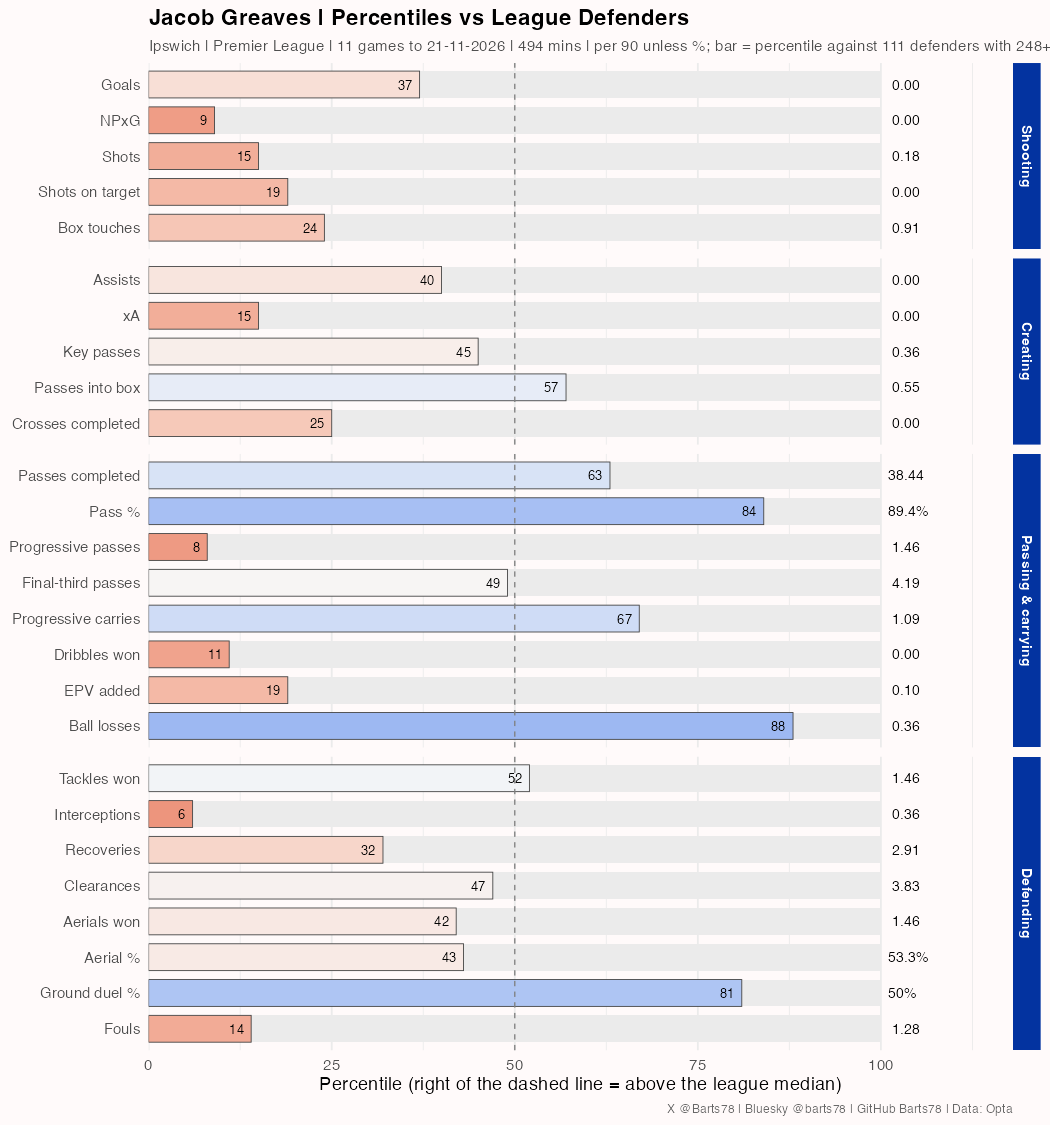 Jacob Greaves | Percentiles vs League Defenders
Ipswich | Premier League | 11 games to 21-11-2026 | 494 mins | per 90 unless %; bar = percentile against 111 defenders with 248+
Goals 37 0.00
NPxG 9 0.00
Shots 15 0.18
Shots on target 19 0.00
Box touches 24 0.91
Shooting
Assists 40 0.00
xA 15 0.00
Key passes 45 0.36
Passes into box 57 0.55
Crosses completed 25 0.00
Creating
Passes completed 63 38.44
Pass % 84 89.4%
Progressive passes 8 1.46
Final-third passes 49 4.19
Progressive carries 67 1.09
Dribbles won 11 0.00
EPV added 19 0.10
Ball losses 88 0.36
Passing & carrying
Tackles won 52 1.46
Interceptions 6 0.36
Recoveries 32 2.91
Clearances 47 3.83
Aerials won 42 1.46
Aerial % 43 53.3%
Ground duel % 81 50%
Fouls 14 1.28
Defending
0 25 50 75 100
Percentile (right of the dashed line = above the league median)
X @Barts78 | Bluesky @barts78 | GitHub Barts78 | Data: Opta